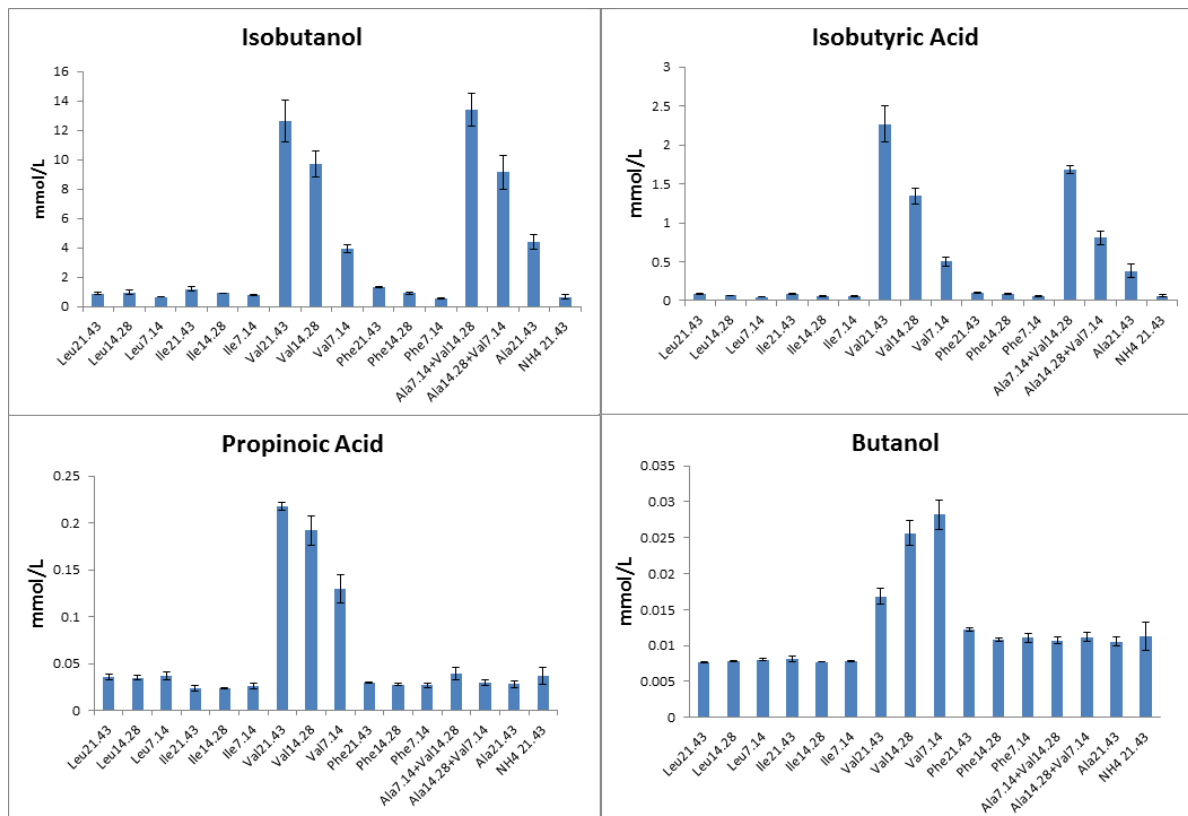 Isobutanol
mmol/L
16
14
12
10
8
6
4
2
0
Leu21.43
Leu14.28
Leu7.14
Ile21.43
Ile14.28
Ile7.14
Val21.43
Val14.28
Val7.14
Phe21.43
Phe14.28
Phe7.14
Ala7.14+Val14.28
Ala14.28+Val7.14
Ala21.43
NH4 21.43
Isobutyric Acid
mmol/L
3
2.5
2
1.5
1
0.5
0
Leu21.43
Leu14.28
Leu7.14
Ile21.43
Ile14.28
Ile7.14
Val21.43
Val14.28
Val7.14
Phe21.43
Phe14.28
Phe7.14
Ala7.14+Val14.28
Ala14.28+Val7.14
Ala21.43
NH4 21.43
Propinoic Acid
mmol/L
0.25
0.2
0.15
0.1
0.05
0
Leu21.43
Leu14.28
Leu7.14
Ile21.43
Ile14.28
Ile7.14
Val21.43
Val14.28
Val7.14
Phe21.43
Phe14.28
Phe7.14
Ala7.14+Val14.28
Ala14.28+Val7.14
Ala21.43
NH4 21.43
Butanol
mmol/L
0.035
0.03
0.025
0.02
0.015
0.01
0.005
0
Leu21.43
Leu14.28
Leu7.14
Ile21.43
Ile14.28
Ile7.14
Val21.43
Val14.28
Val7.14
Phe21.43
Phe14.28
Phe7.14
Ala7.14+Val14.28
Ala14.28+Val7.14
Ala21.43
NH4 21.43